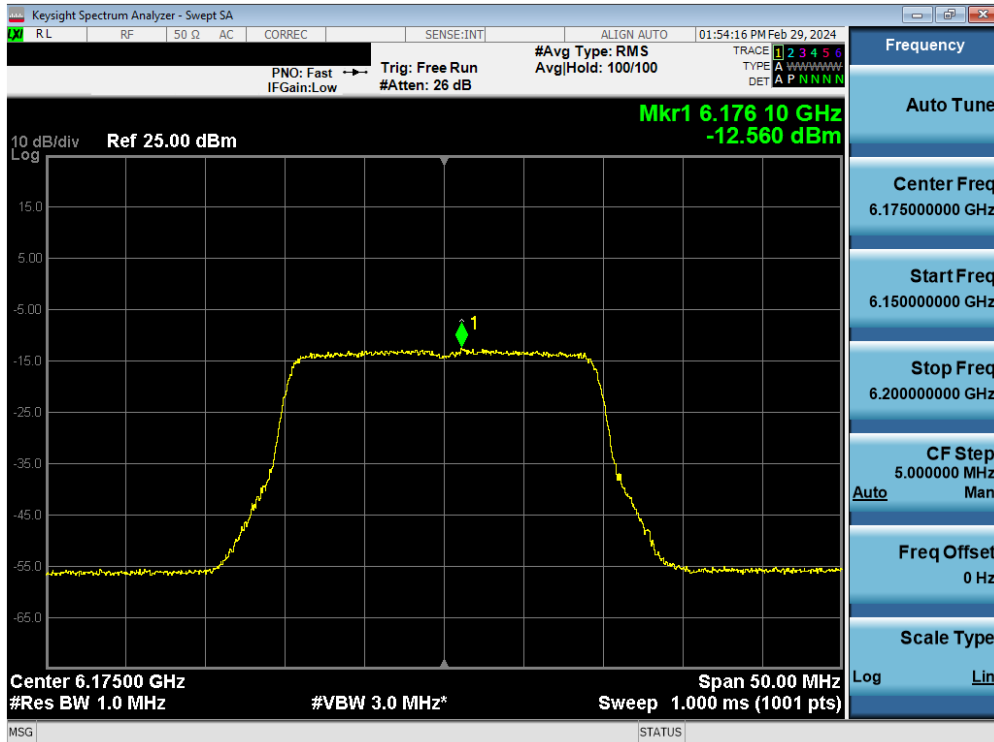 Keysight Spectrum Analyzer - Swept SA
LXI RL RF 50 Ω AC CORREC SENSE:INT ALIGN AUTO 01:54:16 PM Feb 29, 2024
PNO: Fast Trig: Free Run #Avg Type: RMS TRACE 1 2 3 4 5 6
IFGain:Low #Atten: 26 dB Avg|Hold: 100/100 TYPE A WWWWW
DET A P N N N N
Mkr1 6.176 10 GHz
-12.560 dBm
10 dB/div Ref 25.00 dBm
Log
15.0
5.00
-5.00
1
-15.0
-25.0
-35.0
-45.0
-55.0
-65.0
Center 6.17500 GHz Span 50.00 MHz
#Res BW 1.0 MHz #VBW 3.0 MHz* Sweep 1.000 ms (1001 pts)
MSG STATUS
Frequency
Auto Tune
Center Freq
6.175000000 GHz
Start Freq
6.150000000 GHz
Stop Freq
6.200000000 GHz
CF Step
5.000000 MHz
Auto Man
Freq Offset
0 Hz
Scale Type
Log Lin